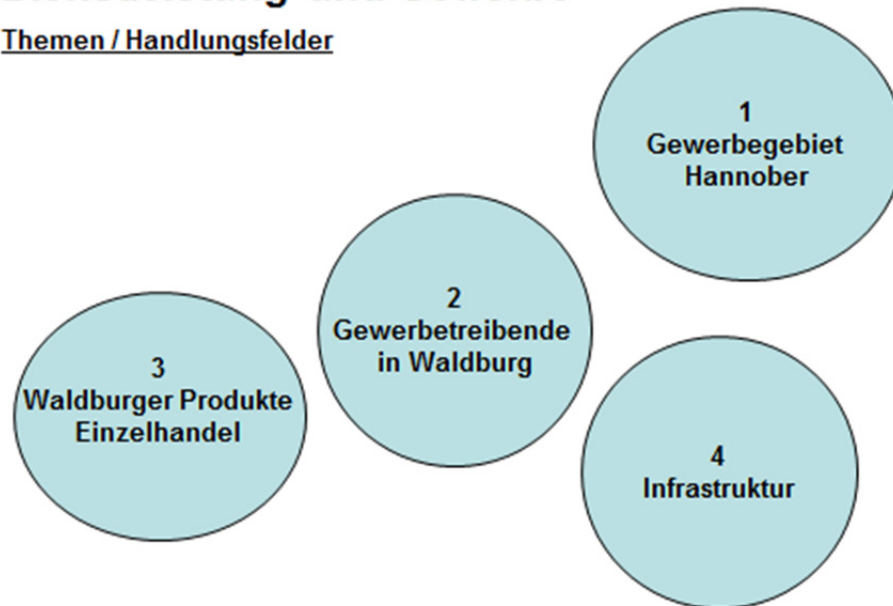 Themen / Handlungsfelder
1
Gewerbegebiet
Hannober
2
Gewerbetreibende
in Waldburg
3
Waldburger Produkte
Einzelhandel
4
Infrastruktur